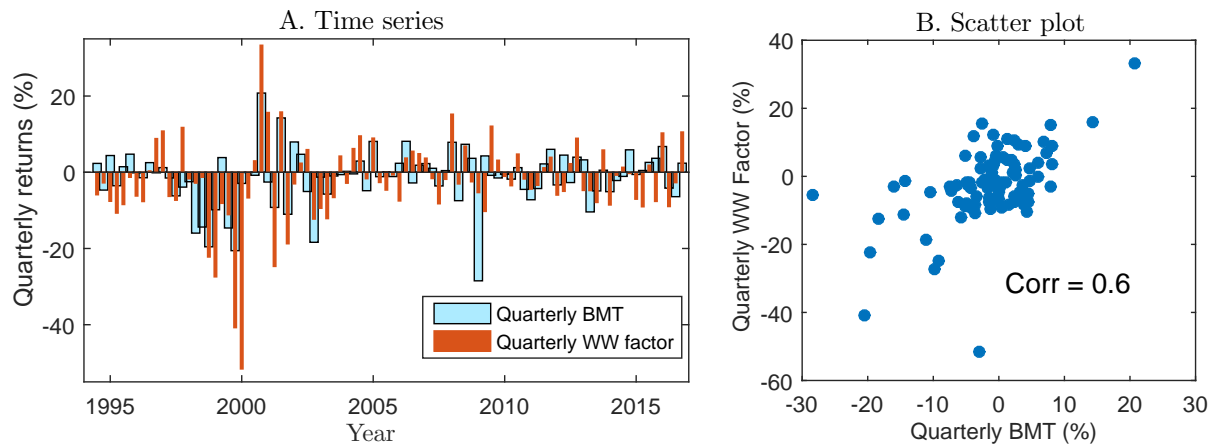 A. Time series
Quarterly returns (%)
20
0
-20
-40
1995
2000
2005
2010
2015
Year
Quarterly BMT
Quarterly WW factor
B. Scatter plot
Quarterly WW Factor (%)
40
20
0
-20
-40
-60
-30
-20
-10
0
10
20
30
Quarterly BMT (%)
Corr = 0.6